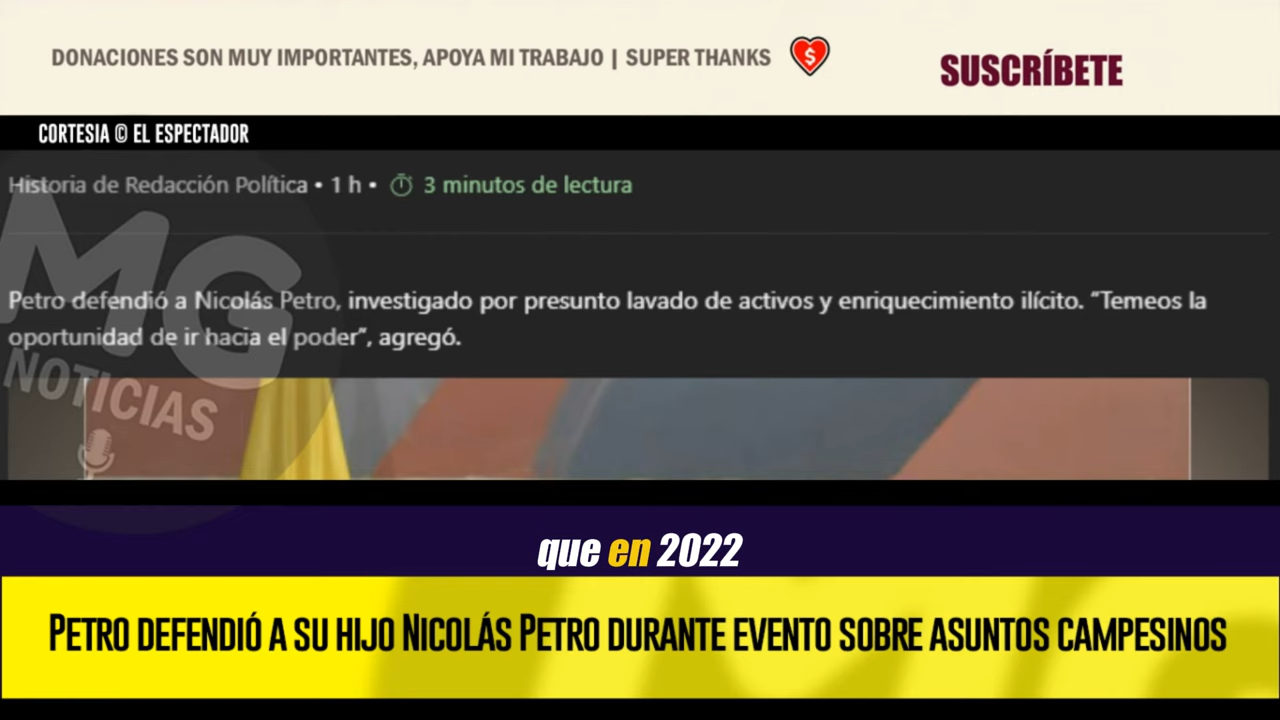 DONACIONES SON MUY IMPORTANTES, APOYA MI TRABAJO | SUPER THANKS $
SUSCRÍBETE
CORTESIA © EL ESPECTADOR
Historia de Redacción Política • 1 h • 3 minutos de lectura
Petro defendió a Nicolás Petro, investigado por presunto lavado de activos y enriquecimiento ilícito. “Temeos la
oportunidad de ir hacia el poder”, agregó.
MG
NOTICIAS
que en 2022
PETRO DEFENDIÓ A SU HIJO NICOLÁS PETRO DURANTE EVENTO SOBRE ASUNTOS CAMPESINOS